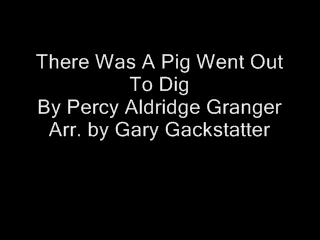 There Was A Pig Went Out
To Dig
By Percy Aldridge Granger
Arr. by Gary Gackstatter